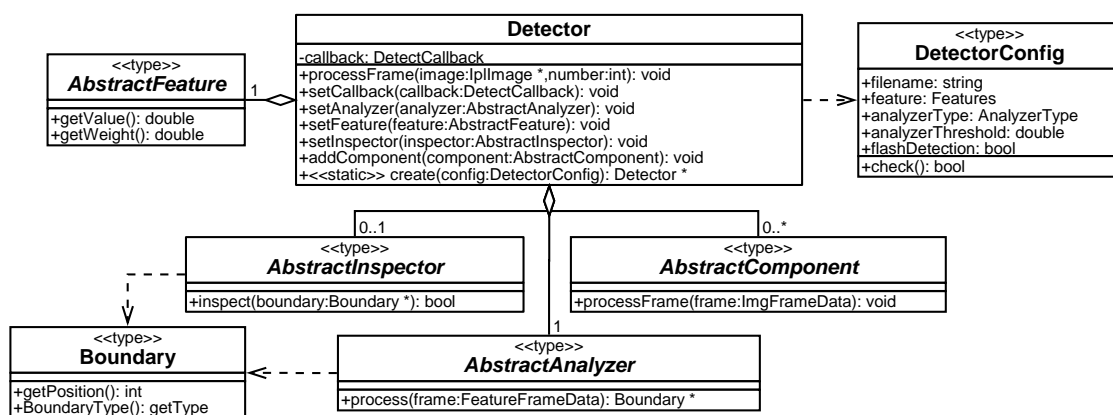 Detector
-callback: DetectCallback
+processFrame(image:IplImage *,number:int): void
+setCallback(callback:DetectCallback): void
+setAnalyzer(analyzer:AbstractAnalyzer): void
+setFeature(feature:AbstractFeature): void
+setInspector(inspector:AbstractInspector): void
+addComponent(component:AbstractComponent): void
+<<static>> create(config:DetectorConfig): Detector *
<<type>>
AbstractFeature
+getValue(): double
+getWeight(): double
1
<<type>>
DetectorConfig
+filename: string
+feature: Features
+analyzerType: AnalyzerType
+analyzerThreshold: double
+flashDetection: bool
+check(): bool
0..1
<<type>>
AbstractInspector
+inspect(boundary:Boundary *): bool
0..*
<<type>>
AbstractComponent
+processFrame(frame:ImgFrameData): void
<<type>>
Boundary
+getPosition(): int
+BoundaryType(): getType
1
<<type>>
AbstractAnalyzer
+process(frame:FeatureFrameData): Boundary *